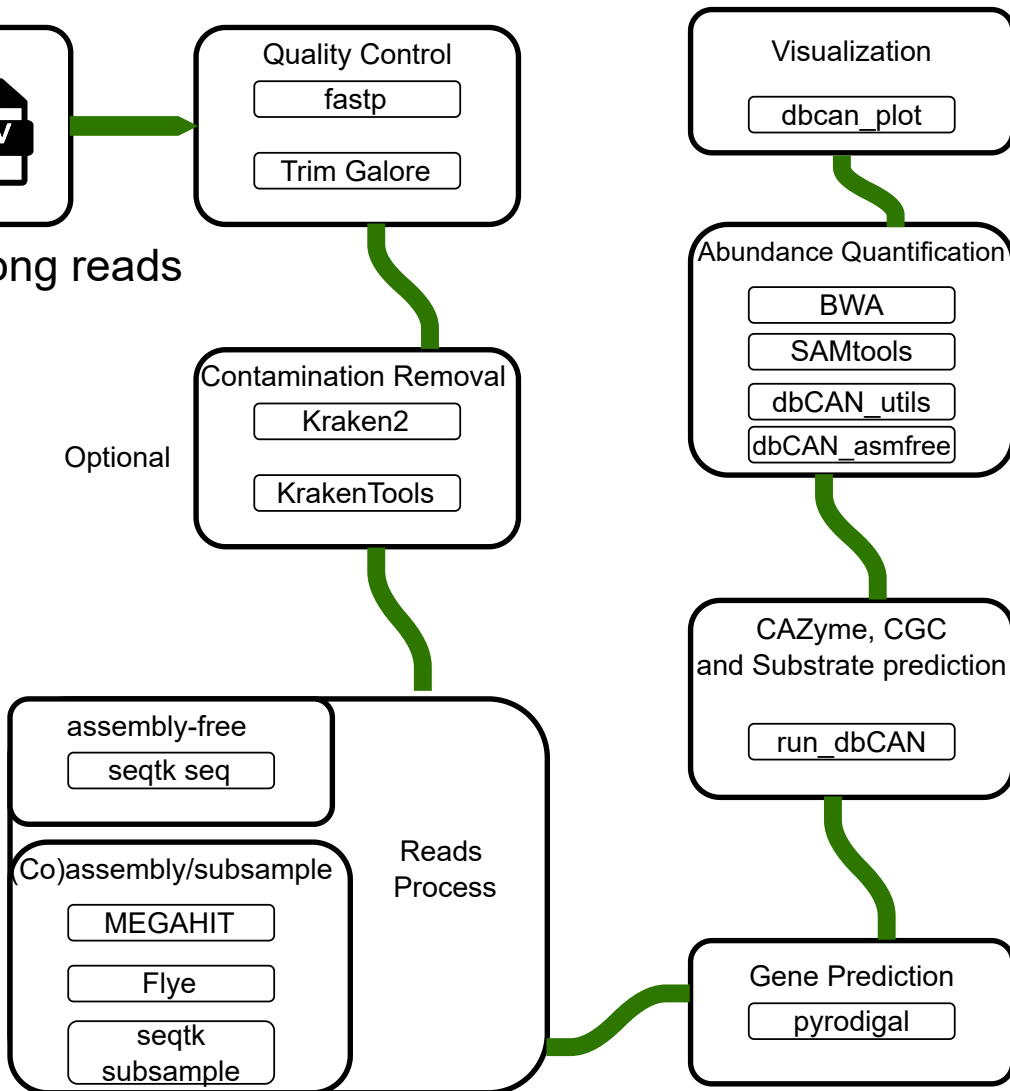 Quality Control
fastp
Trim Galore
reads
Contamination Removal
Kraken2
Optional
KrakenTools
assembly-free
seqtk seq
Reads
Process
(Co)assembly/subsample
MEGAHIT
Flye
seqtk
subsample
Visualization
dbcan_plot
Abundance Quantification
BWA
SAMtools
dbCAN_utils
dbCAN_asmfree
CAZyme, CGC
and Substrate prediction
run_dbCAN
Gene Prediction
pyrodigal